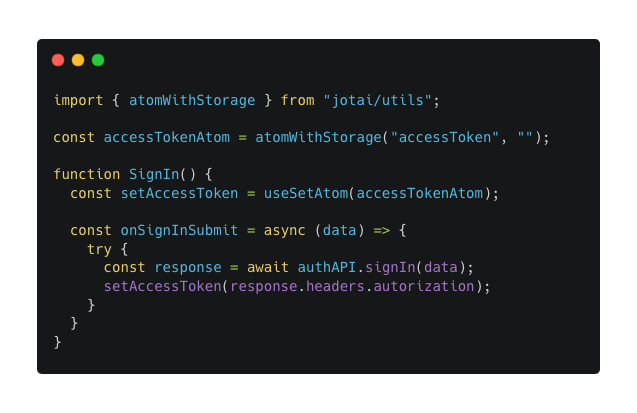 import { atomWithStorage } from "jotai/utils";
const accessTokenAtom = atomWithStorage("accessToken", "");
function SignIn() {
const setAccessToken = useSetAtom(accessTokenAtom);
const onSignInSubmit = async (data) => {
try {
const response = await authAPI.signIn(data);
setAccessToken(response.headers.autorization);
}
}
}